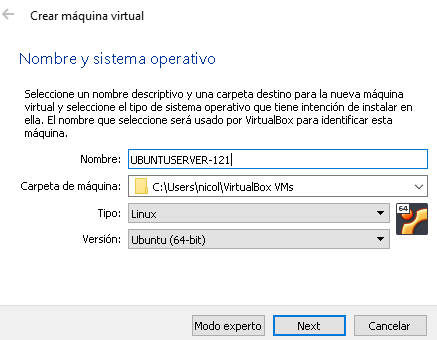 Crear máquina virtual
Nombre y sistema operativo
Seleccione un nombre descriptivo y una carpeta destino para la nueva máquina
virtual y seleccione el tipo de sistema operativo que tiene intención de instalar en
ella. El nombre que seleccione será usado por VirtualBox para identificar esta
máquina.
Nombre: UBUNTUSERVER-121
Carpeta de máquina: C:\Users\nicol\VirtualBox VMs
Tipo: Linux
64
Versión: Ubuntu (64-bit)
Modo experto Next Cancelar